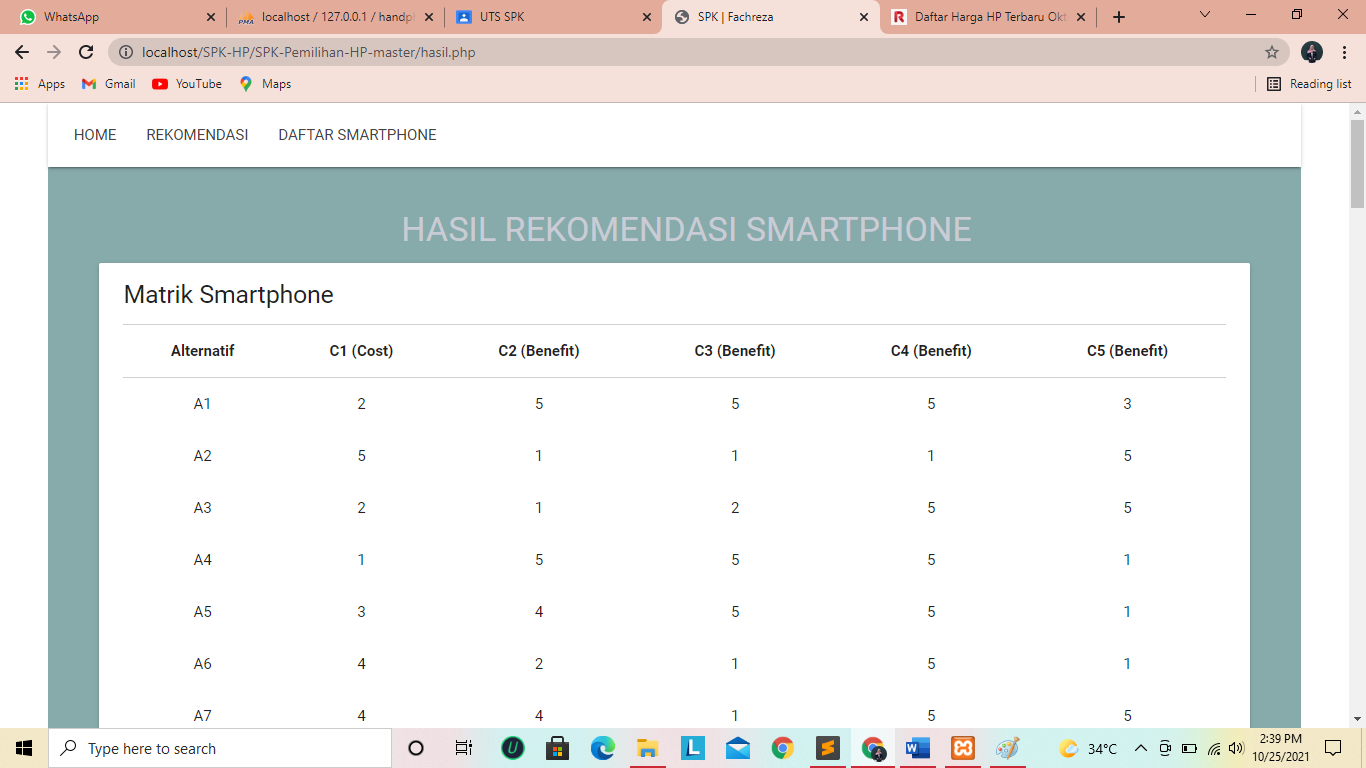 WhatsApp
PMA localhost / 127.0.0.1 / handp
UTS SPK
SPK | Fachreza
R Daftar Harga HP Terbaru Okt
localhost/SPK-HP/SPK-Pemilihan-HP-master/hasil.php
Apps Gmail YouTube Maps Reading list
HOME REKOMENDASI DAFTAR SMARTPHONE
HASIL REKOMENDASI SMARTPHONE
Matrik Smartphone
Alternatif C1 (Cost) C2 (Benefit) C3 (Benefit) C4 (Benefit) C5 (Benefit)
A1 2 5 5 5 3
A2 5 1 1 1 5
A3 2 1 2 5 5
A4 1 5 5 5 1
A5 3 4 5 5 1
A6 4 2 1 5 1
A7 4 4 1 5 5
Type here to search
U L S W
34°C
2:39 PM
10/25/2021